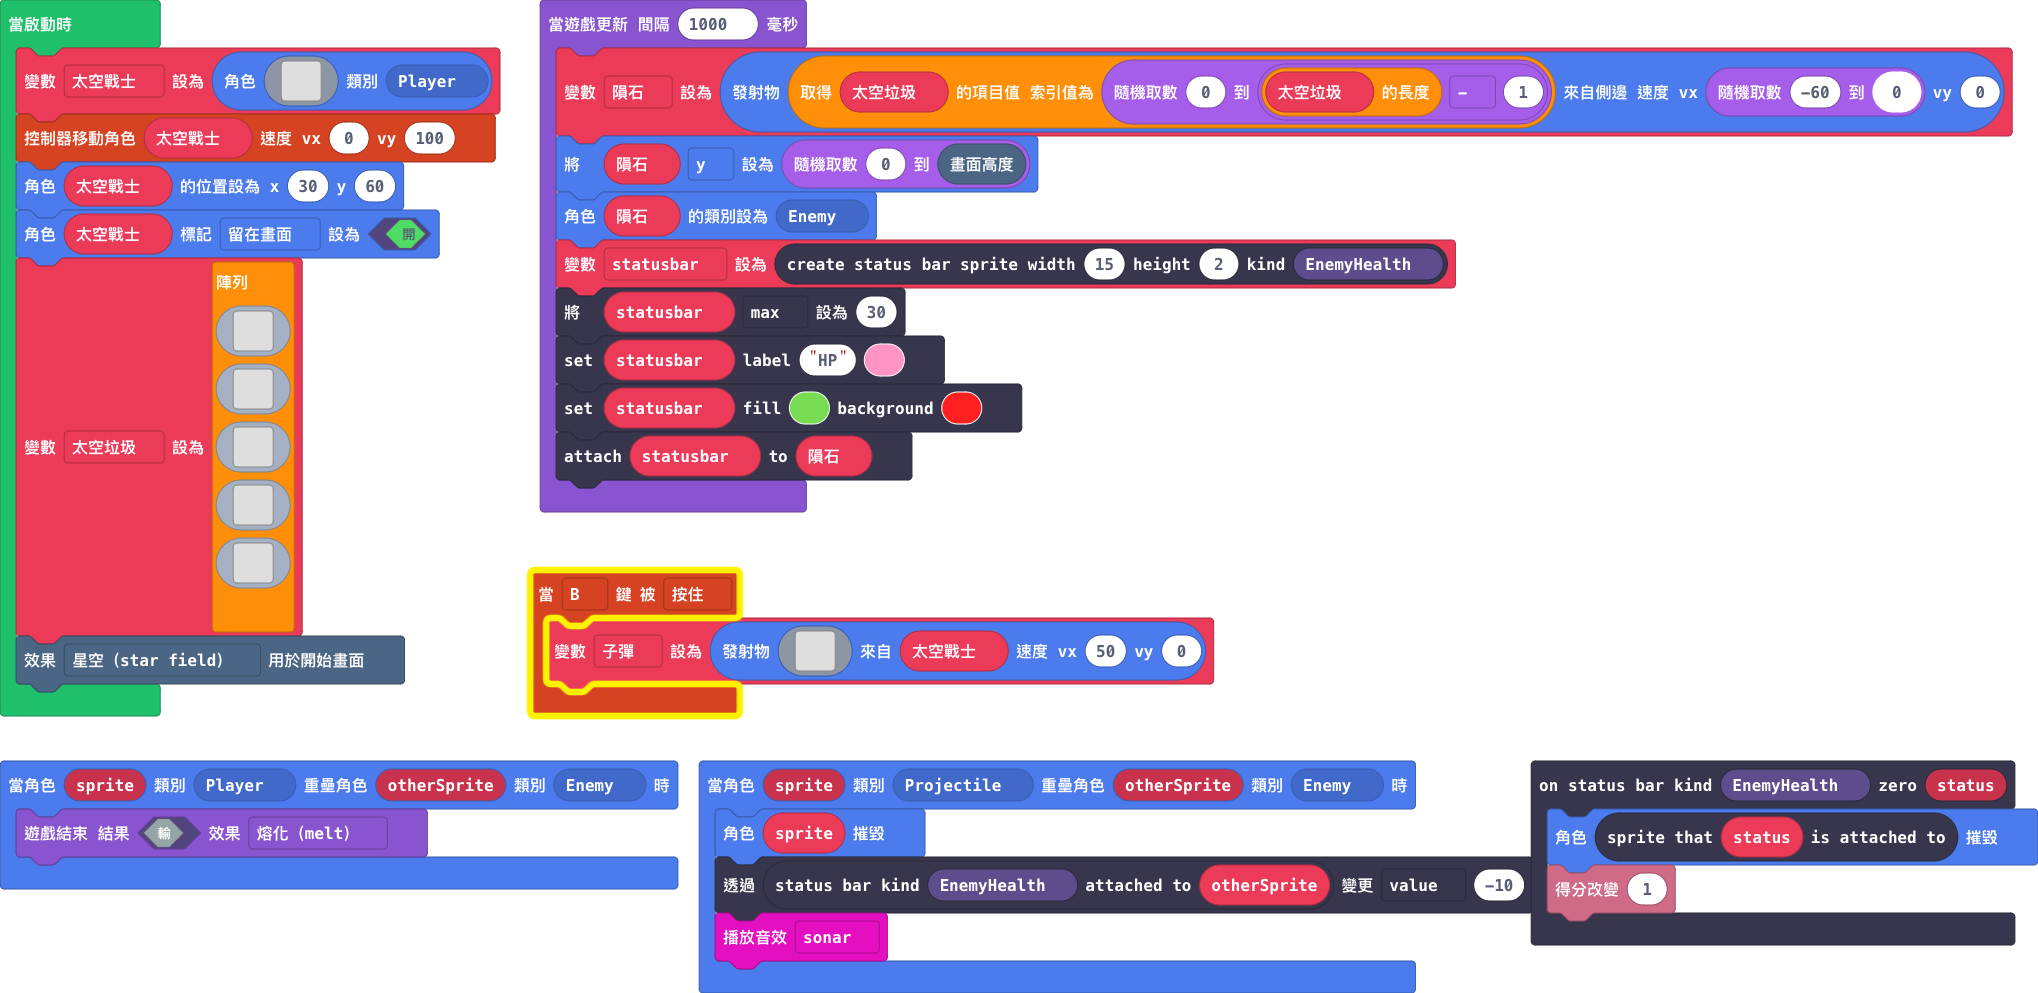 當啟動時
變數 太空戰士 設為 角色 類別 Player
控制器移動角色 太空戰士 速度 vx 0 vy 100
角色 太空戰士 的位置設為 x 30 y 60
角色 太空戰士 標記 留在畫面 設為 開
變數 太空垃圾 設為 陣列
效果 星空 (star field) 用於開始畫面
當遊戲更新 間隔 1000 毫秒
變數 隕石 設為 發射物 取得 太空垃圾 的項目值 索引值為 隨機取數 0 到 太空垃圾 的長度 - 1 來自側邊 速度 vx 隨機取數 -60 到 0 vy 0
將 隕石 y 設為 隨機取數 0 到 畫面高度
角色 隕石 的類別設為 Enemy
變數 statusbar 設為 create status bar sprite width 15 height 2 kind EnemyHealth
將 statusbar max 設為 30
set statusbar label "HP"
set statusbar fill background
attach statusbar to 隕石
當 B 鍵 被 按住
變數 子彈 設為 發射物 來自 太空戰士 速度 vx 50 vy 0
當角色 sprite 類別 Player 重疊角色 otherSprite 類別 Enemy 時
遊戲結束 結果 輸 效果 熔化 (melt)
當角色 sprite 類別 Projectile 重疊角色 otherSprite 類別 Enemy 時
角色 sprite 摧毀
透過 status bar kind EnemyHealth attached to otherSprite 變更 value -10
播放音效 sonar
on status bar kind EnemyHealth zero status
角色 sprite that status is attached to 摧毀
得分改變 1